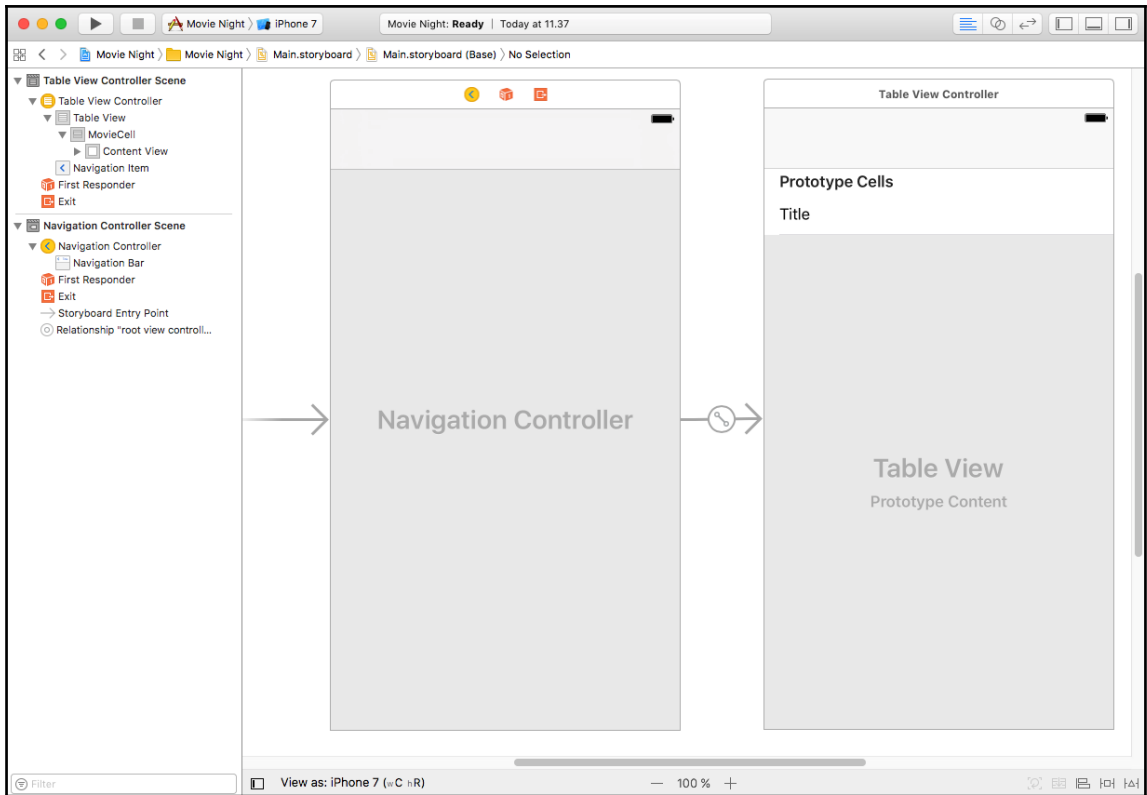 Movie Night iPhone 7
Movie Night: Ready | Today at 11.37
Movie Night Movie Night Main.storyboard Main.storyboard (Base) No Selection
Table View Controller Scene
Table View Controller
Table View
MovieCell
Content View
Navigation Item
First Responder
Exit
Navigation Controller Scene
Navigation Controller
Navigation Bar
First Responder
Exit
Storyboard Entry Point
Relationship "root view controll...
Filter
Navigation Controller
Table View Controller
Prototype Cells
Title
Table View
Prototype Content
View as: iPhone 7 (wC hR)
— 100 % +